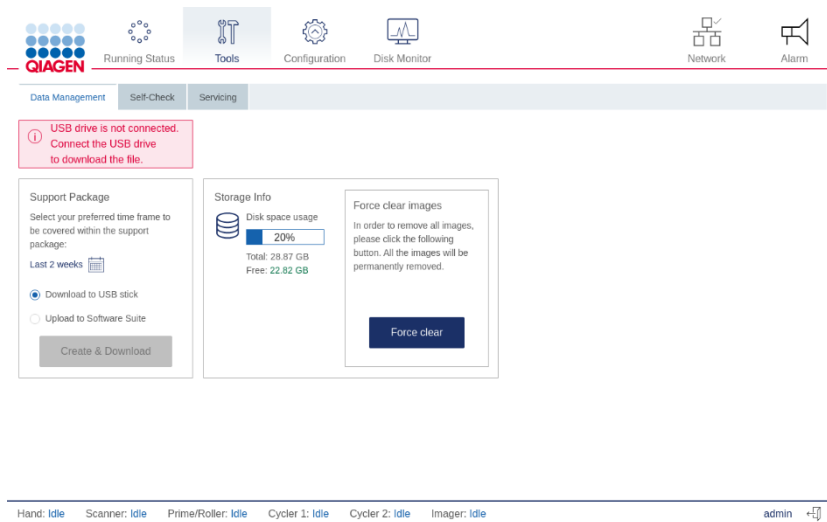 QIAGEN
Running Status
Tools
Configuration
Disk Monitor
Network
Alarm
Data Management
Self-Check
Servicing
USB drive is not connected.
Connect the USB drive
to download the file.
Support Package
Select your preferred time frame to
be covered within the support
package:
Last 2 weeks
Download to USB stick
Upload to Software Suite
Create & Download
Storage Info
Disk space usage
20%
Total: 28.87 GB
Free: 22.82 GB
Force clear images
In order to remove all images,
please click the following
button. All the images will be
permanently removed.
Force clear
Hand: Idle
Scanner: Idle
Prime/Roller: Idle
Cycler 1: Idle
Cycler 2: Idle
Imager: Idle
admin